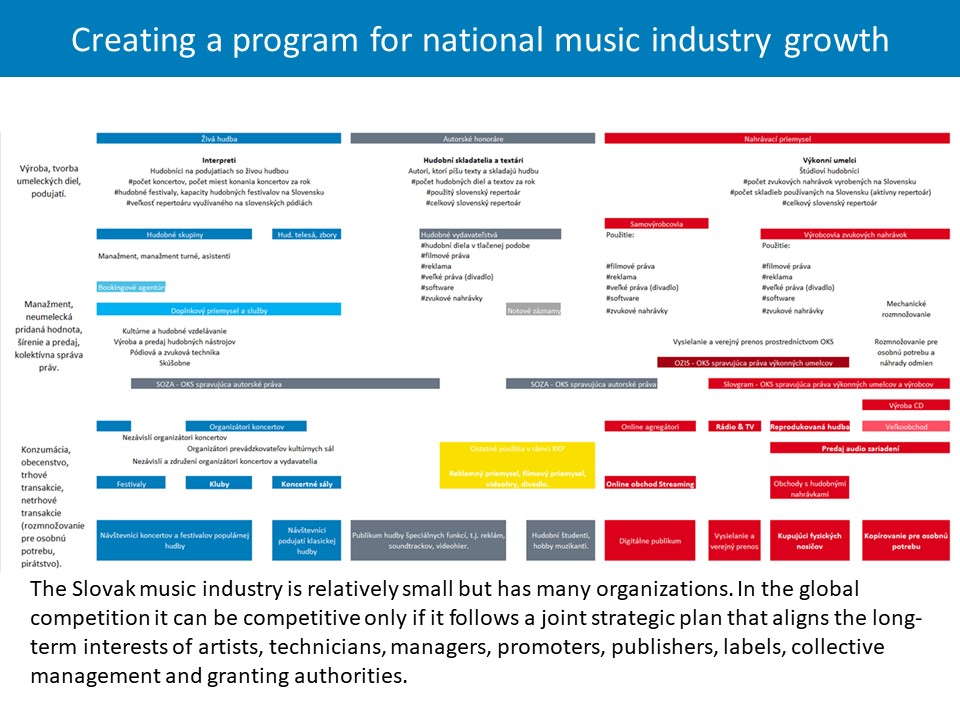 Creating a program for national music industry growth
Živá hudba
Autorské honoráre
Nahrávací priemysel
Výroba, tvorba
umeleckých diel,
podujatí.
Interpreti
Hudobníci na podujatiach so živou hudbou
#počet koncertov, počet miest konania koncertov za rok
#hudobné festivaly, kapacity hudobných festivalov na Slovensku
#veľkosť repertoáru využívaného na slovenských pódiách
Hudobní skladatelia a textári
Autori, ktorí píšu texty a skladajú hudbu
#počet hudobných diel a textov za rok
#použitý slovenský repertoár
#celkový slovenský repertoár
Výkonní umelci
Štúdioví hudobníci
#počet zvukových nahrávok vyrobených na Slovensku
#počet skladieb používaných na Slovensku (aktívny repertoár)
#celkový slovenský repertoár
Samovýrobcovia
Hudobné skupiny
Hud. telesá, zbory
Hudobné vydavateľstvá
Výrobcovia zvukových nahrávok
Manažment, manažment turné, asistenti
Bookingové agentúry
#hudobní diela v tlačenej podobe
#filmové práva
#reklama
#veľké práva (divadlo)
#software
#zvukové nahrávky
Použitie:
#filmové práva
#reklama
#veľké práva (divadlo)
#software
#zvukové nahrávky
Použitie:
#filmové práva
#reklama
#veľké práva (divadlo)
#software
#zvukové nahrávky
Manažment,
neumelecká
pridaná hodnota,
šírenie a predaj,
kolektívna správa
práv.
Doplnkový priemysel a služby
Notové záznamy
Mechanické
rozmnožovanie
Kultúrne a hudobné vzdelávanie
Výroba a predaj hudobných nástrojov
Pódiová a zvuková technika
Skúšobne
Vysielanie a verejný prenos prostredníctvom OKS
Rozmnožovanie pre
osobnú potrebu a
náhrady odmien
OZIS - OKS spravujúca práva výkonných umelcov
SOZA - OKS spravujúca autorské práva
SOZA - OKS spravujúca autorské práva
Slovgram - OKS spravujúca práva výkonných umelcov a výrobcov
Výroba CD
Organizátori koncertov
Online agregátori
Rádio & TV
Reprodukovaná hudba
Veľkoobchod
Nezávislí organizátori koncertov
Organizátori prevádzkovateľov kultúrnych sál
Nezávislí a združení organizátori koncertov a vydavatelia
Konzumácia,
obecenstvo,
trhové
transakcie,
netrhové
transakcie
(rozmnožovanie
pre osobnú
potrebu,
pirátstvo).
Ostatné použitia v rámci KKP
Reklamný priemysel, filmový priemysel,
videohry, divadlo.
Predaj audio zariadení
Festivaly
Kluby
Koncertné sály
Online obchod Streaming
Obchody s hudobnými
nahrávkami
Návštevníci koncertov a festivalov populárnej
hudby
Návštevníci
podujatí klasickej
hudby
Publikum hudby špeciálnych funkcí, t.j. reklám,
soundtrackov, videohier.
Hudobní študenti,
hobby muzikanti.
Digitálne publikum
Vysielanie a
verejný prenos
Kupujúci fyzických
nosičov
Kopírovanie pre osobnú
potrebu
The Slovak music industry is relatively small but has many organizations. In the global
competition it can be competitive only if it follows a joint strategic plan that aligns the long-
term interests of artists, technicians, managers, promoters, publishers, labels, collective
management and granting authorities.